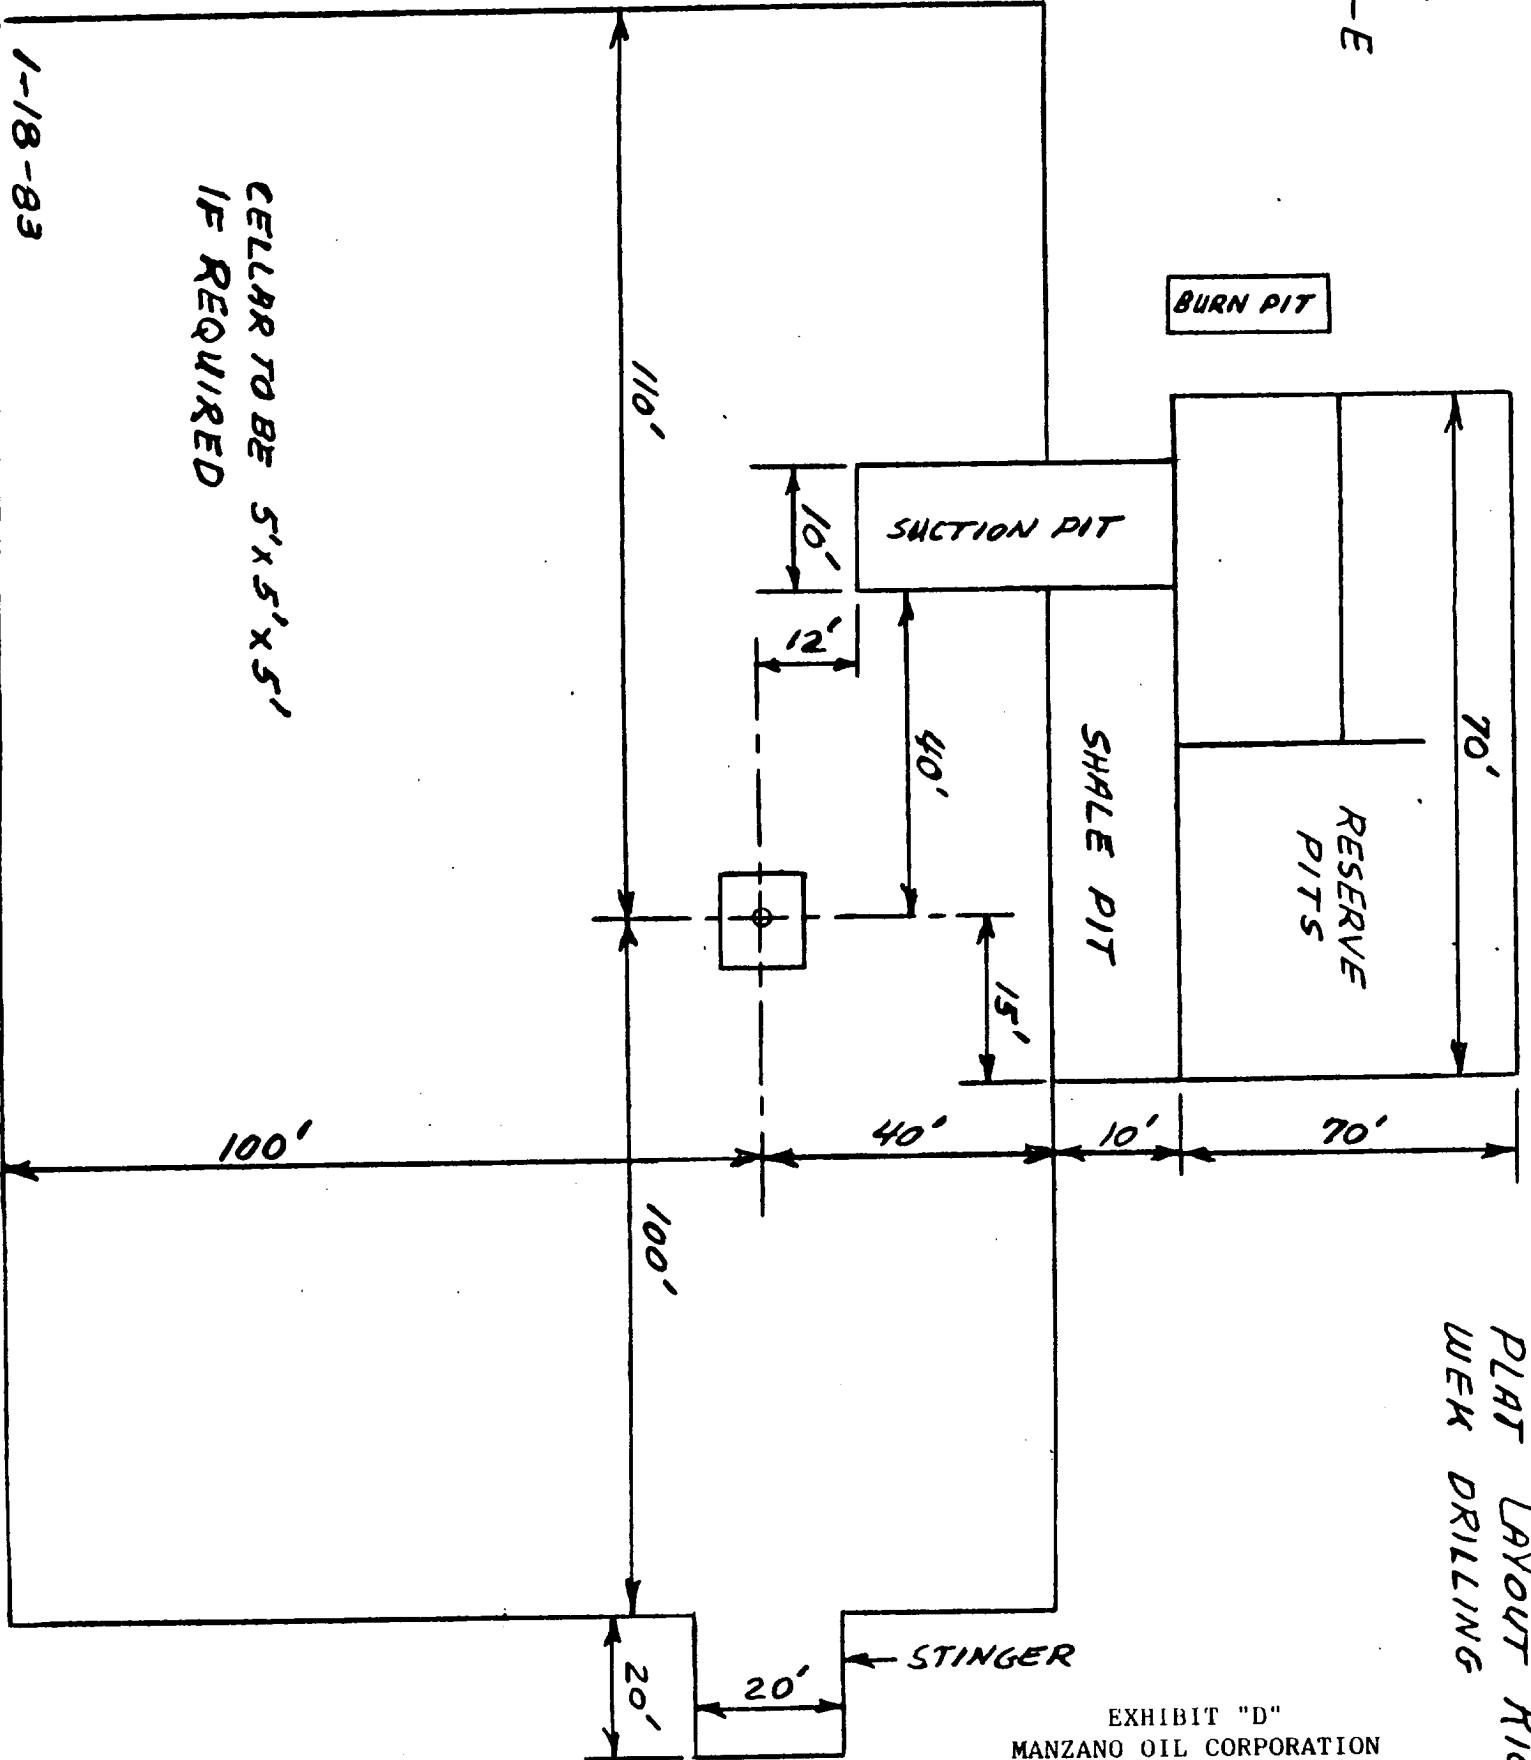 -E
PLAT LAYOUT
WEK DRILLING
BURN PIT
70'
RESERVE
PITS
SUCTION PIT
SHALE PIT
10'
12'
40'
15'
110'
100'
40'
10'
70'
100'
CELLAR TO BE 5'x5'x5'
IF REQUIRED
1-18-83
STINGER
20'
20'
EXHIBIT "D"
MANZANO OIL CORPORATION